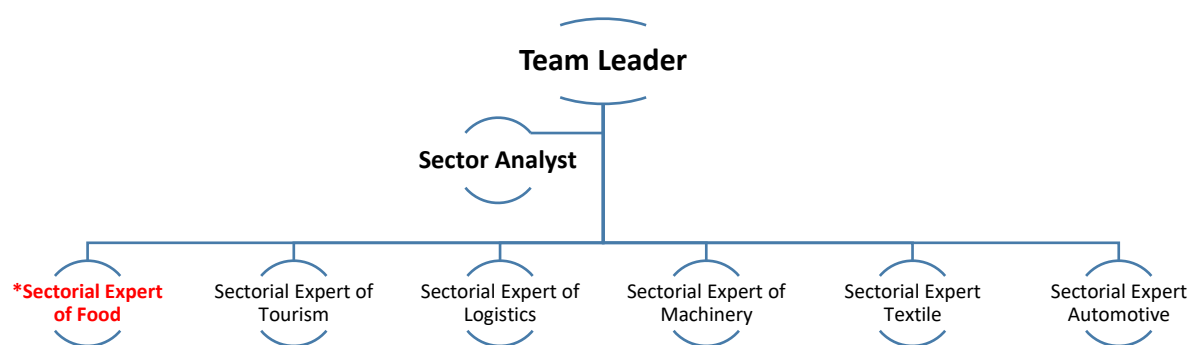 Team Leader
Sector Analyst
*Sectorial Expert
of Food
Sectorial Expert of
Tourism
Sectorial Expert of
Logistics
Sectorial Expert of
Machinery
Sectorial Expert
Textile
Sectorial Expert
Automotive